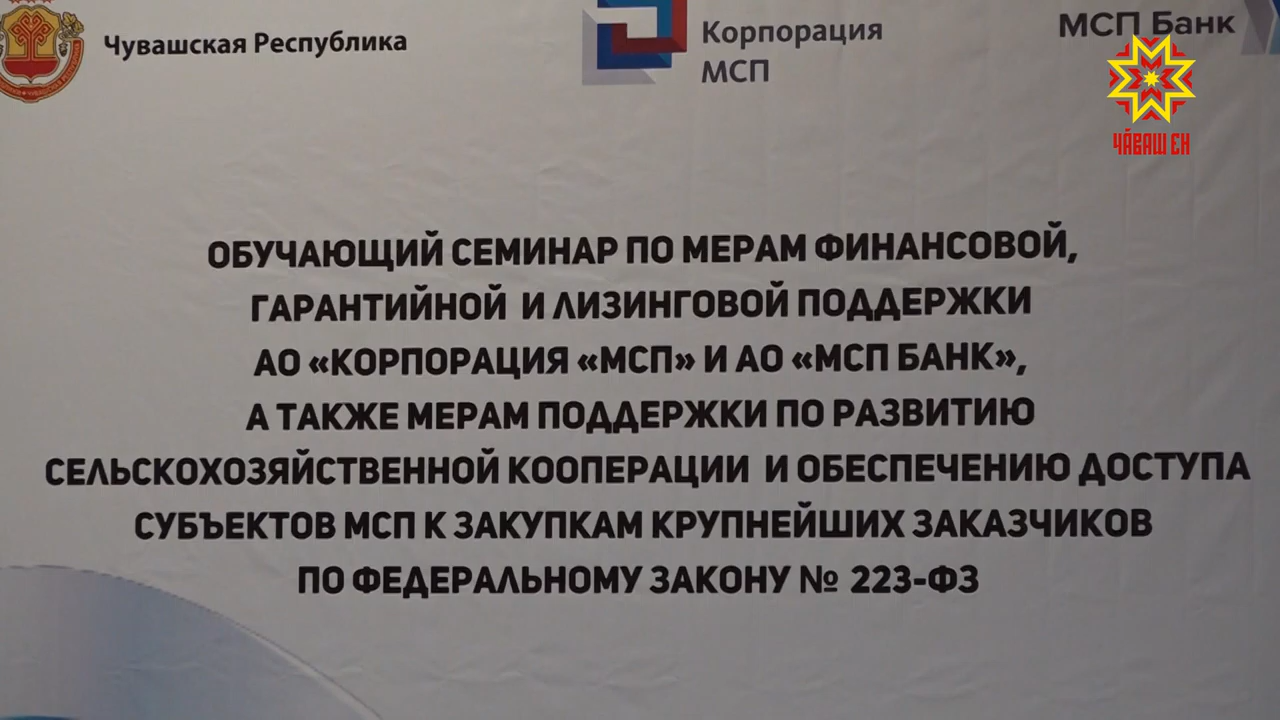 Чувашская Республика
Корпорация
МСП
МСП Банк
ЧӐВАШ ЕН
ОБУЧАЮЩИЙ СЕМИНАР ПО МЕРАМ ФИНАНСОВОЙ,
ГАРАНТИЙНОЙ И ЛИЗИНГОВОЙ ПОДДЕРЖКИ
АО «КОРПОРАЦИЯ «МСП» И АО «МСП БАНК»,
А ТАКЖЕ МЕРАМ ПОДДЕРЖКИ ПО РАЗВИТИЮ
СЕЛЬСКОХОЗЯЙСТВЕННОЙ КООПЕРАЦИИ И ОБЕСПЕЧЕНИЮ ДОСТУПА
СУБЪЕКТОВ МСП К ЗАКУПКАМ КРУПНЕЙШИХ ЗАКАЗЧИКОВ
ПО ФЕДЕРАЛЬНОМУ ЗАКОНУ № 223-ФЗ